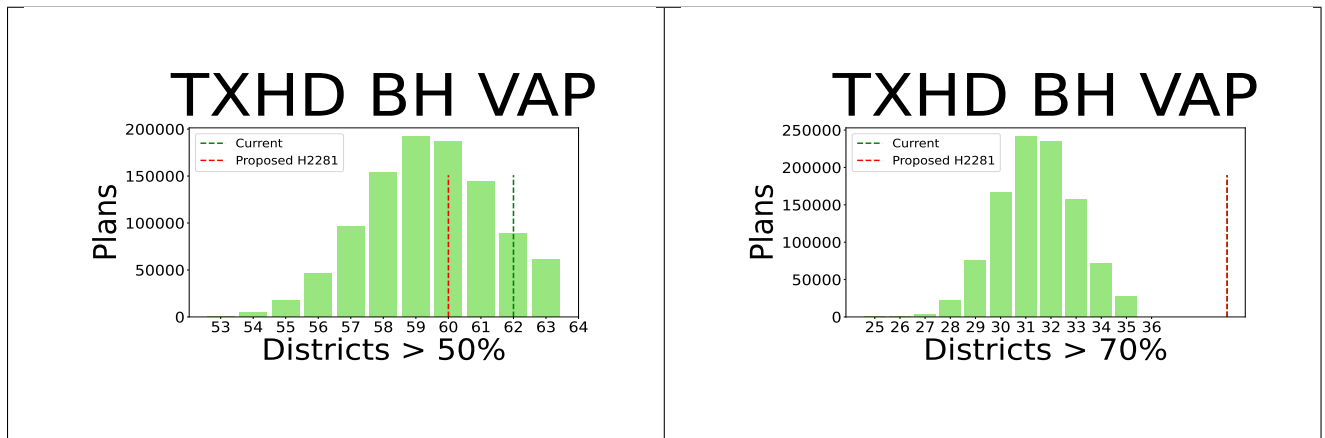 TXHD BH VAP
200000
150000
100000
50000
0
Plans
Current
Proposed H2281
53 54 55 56 57 58 59 60 61 62 63 64
Districts > 50%
TXHD BH VAP
250000
200000
150000
100000
50000
0
Plans
Current
Proposed H2281
25 26 27 28 29 30 31 32 33 34 35 36
Districts > 70%